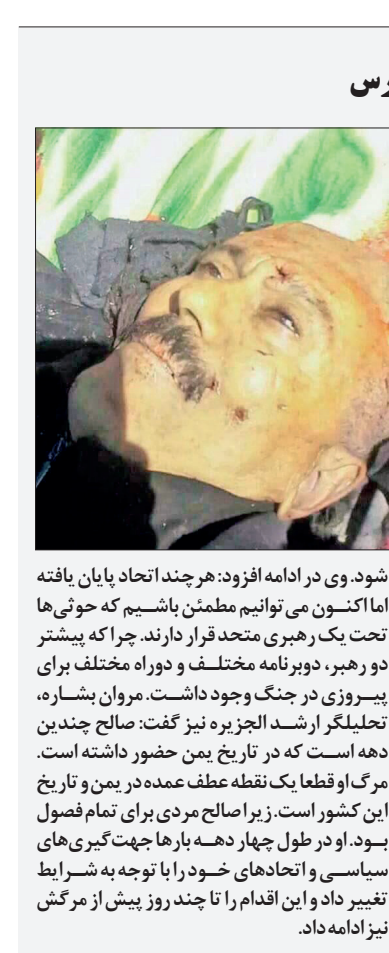 رس
شود. وی در ادامه افزود: هر چند اتحاد پایان یافته
اما اکنون می‌توانیم مطمئن باشیم که حوثی‌ها
تحت یک رهبری متحد قرار دارند. چرا که پیشتر
دو رهبر، دوبرنامه مختلف و دوراه مختلف برای
پیروزی در جنگ وجود داشت. مروان بشاره،
تحلیلگر ارشد الجزیره نیز گفت: صالح چندین
دهه است که در تاریخ یمن حضور داشته است.
مرگ او قطعا یک نقطه عطف عمده در یمن و تاریخ
این کشور است. زیرا صالح مردی برای تمام فصول
بود. او در طول چهار دهه بارها جهت گیری‌های
سیاسی و اتحادهای خود را با توجه به شرایط
تغییر داد و این اقدام را تا چند روز پیش از مرگش
نیز ادامه داد.